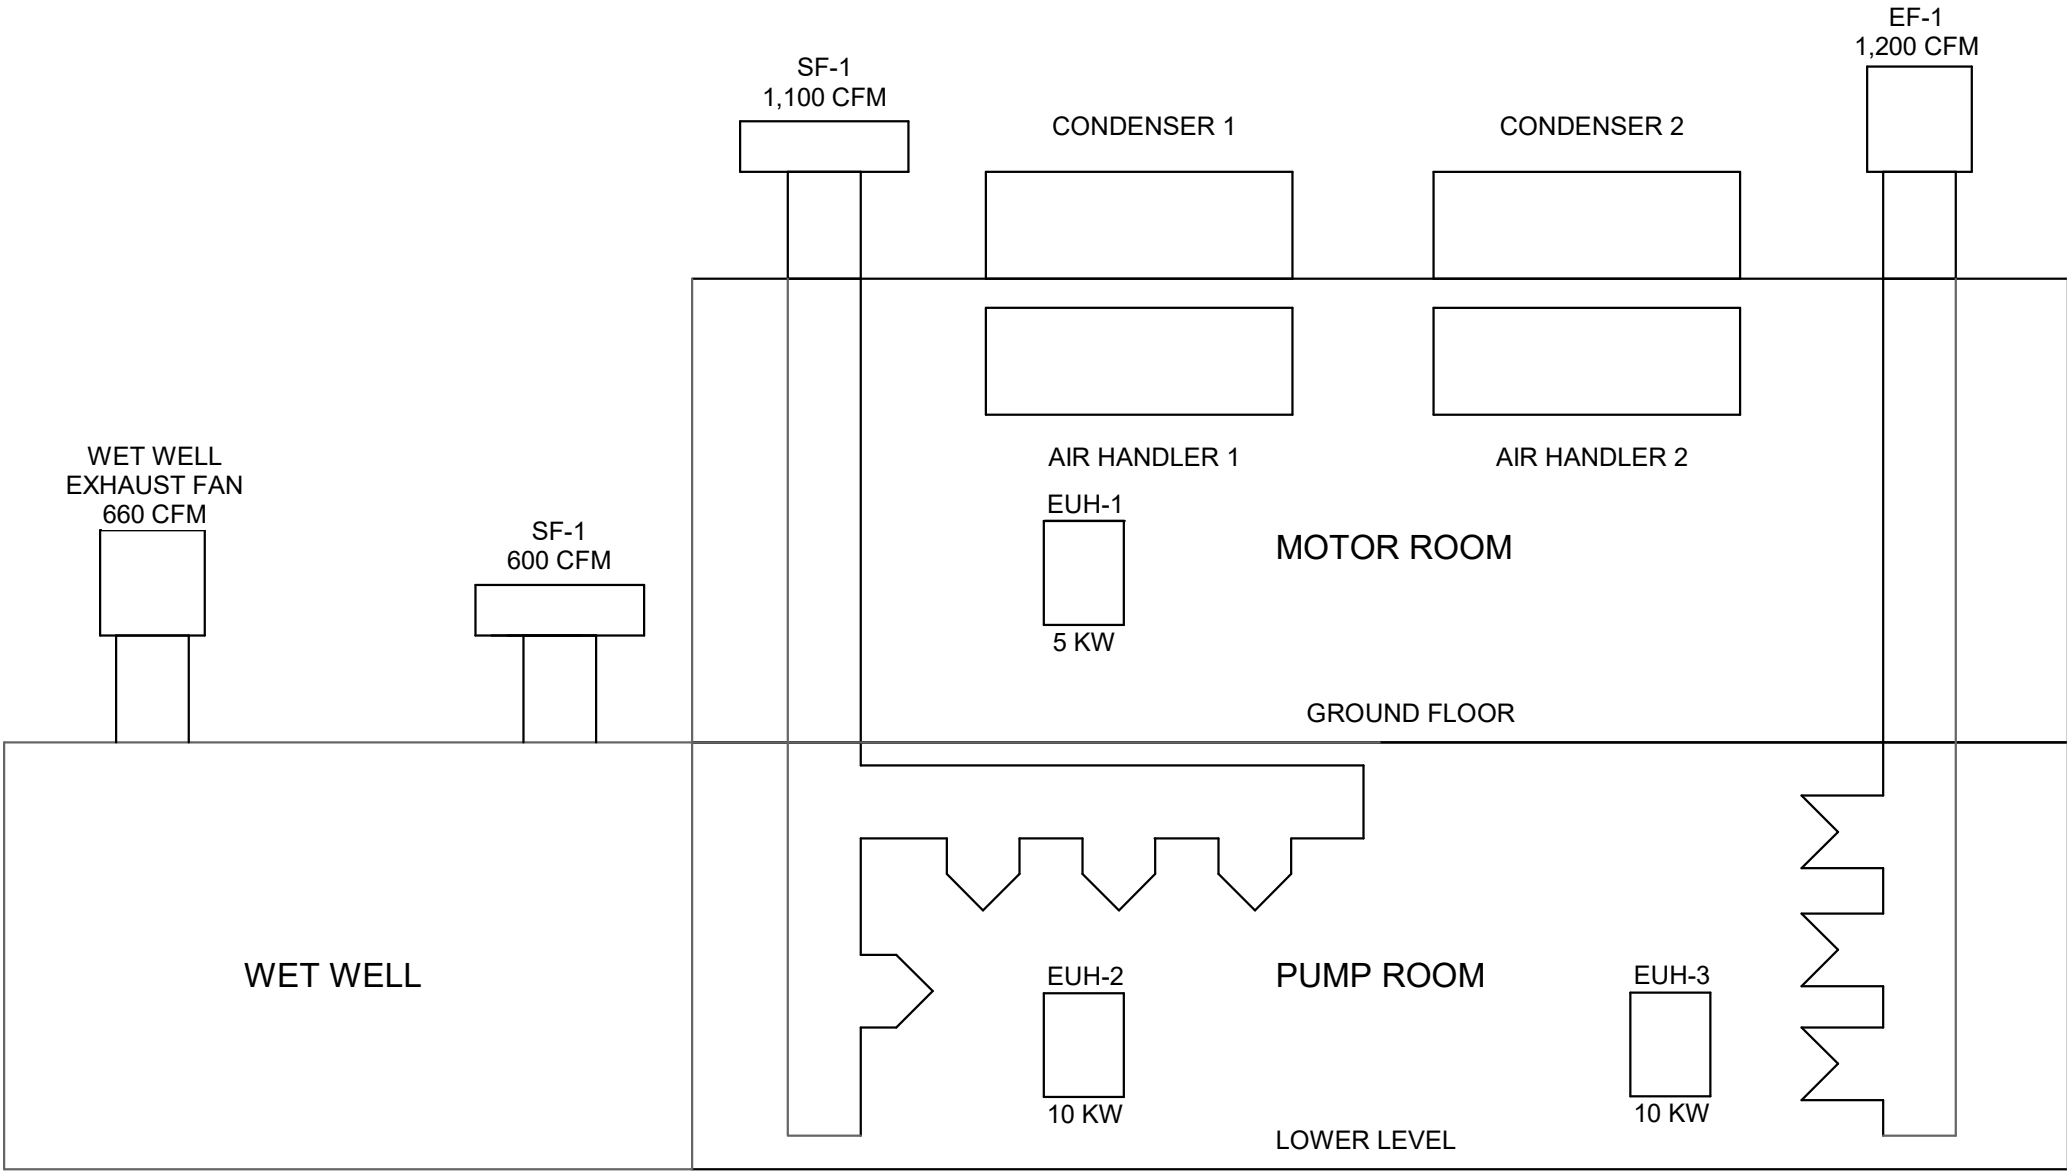 EF-1
1,200 CFM
SF-1
1,100 CFM
CONDENSER 1
CONDENSER 2
AIR HANDLER 1
AIR HANDLER 2
WET WELL
EXHAUST FAN
660 CFM
SF-1
600 CFM
EUH-1
5 KW
MOTOR ROOM
GROUND FLOOR
WET WELL
EUH-2
10 KW
PUMP ROOM
EUH-3
10 KW
LOWER LEVEL